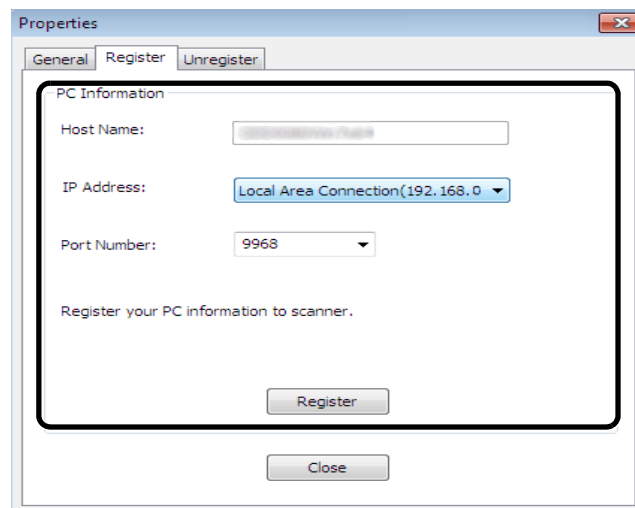 Properties
General Register Unregister
PC Information
Host Name:
IP Address: Local Area Connection(192.168.0
Port Number: 9968
Register your PC information to scanner.
Register
Close